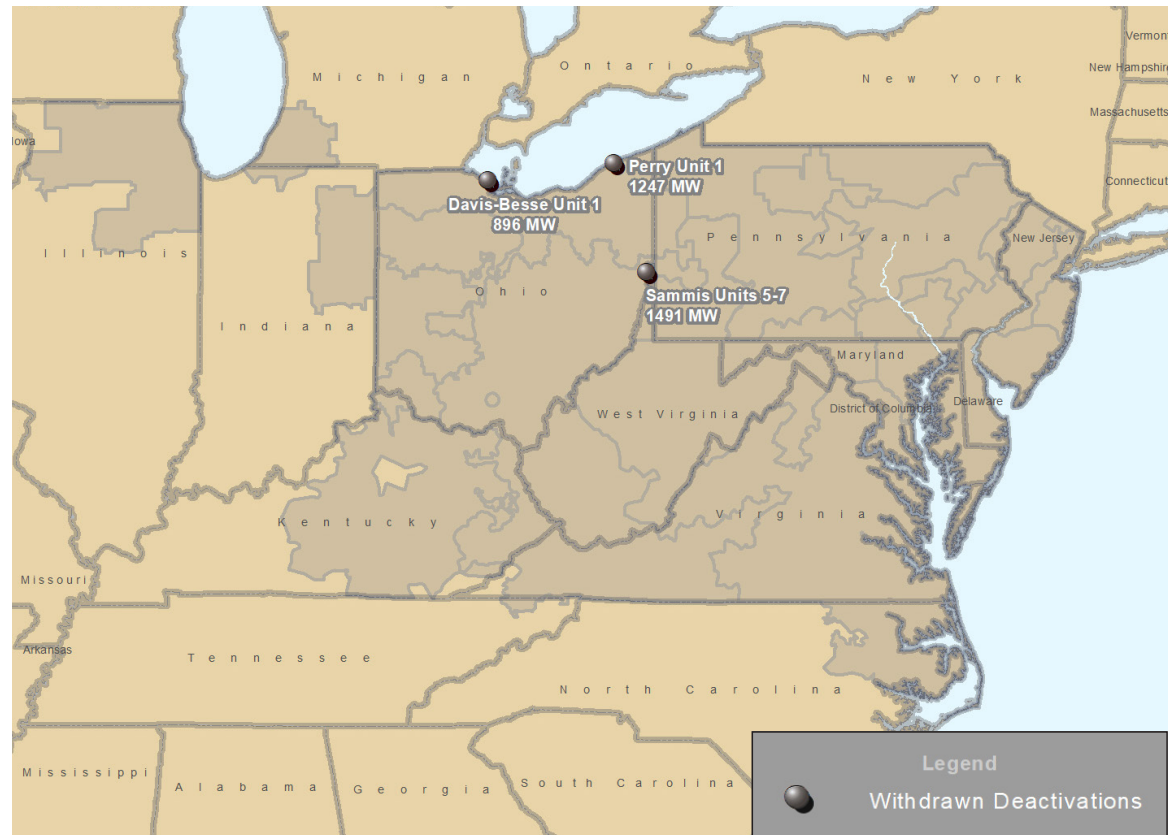 Vermont
Michigan
Ontario
New York
New Hampshire
Massachusetts
Iowa
Connecticut
Perry Unit 1
1247 MW
Davis-Besse Unit 1
896 MW
Pennsylvania
New Jersey
Illinois
Ohio
Sammis Units 5-7
1491 MW
Indiana
Maryland
West Virginia
District of Columbia
Delaware
Kentucky
Virginia
Missouri
Arkansas
Tennessee
North Carolina
Mississippi
Alabama
Georgia
South Carolina
Legend
Withdrawn Deactivations